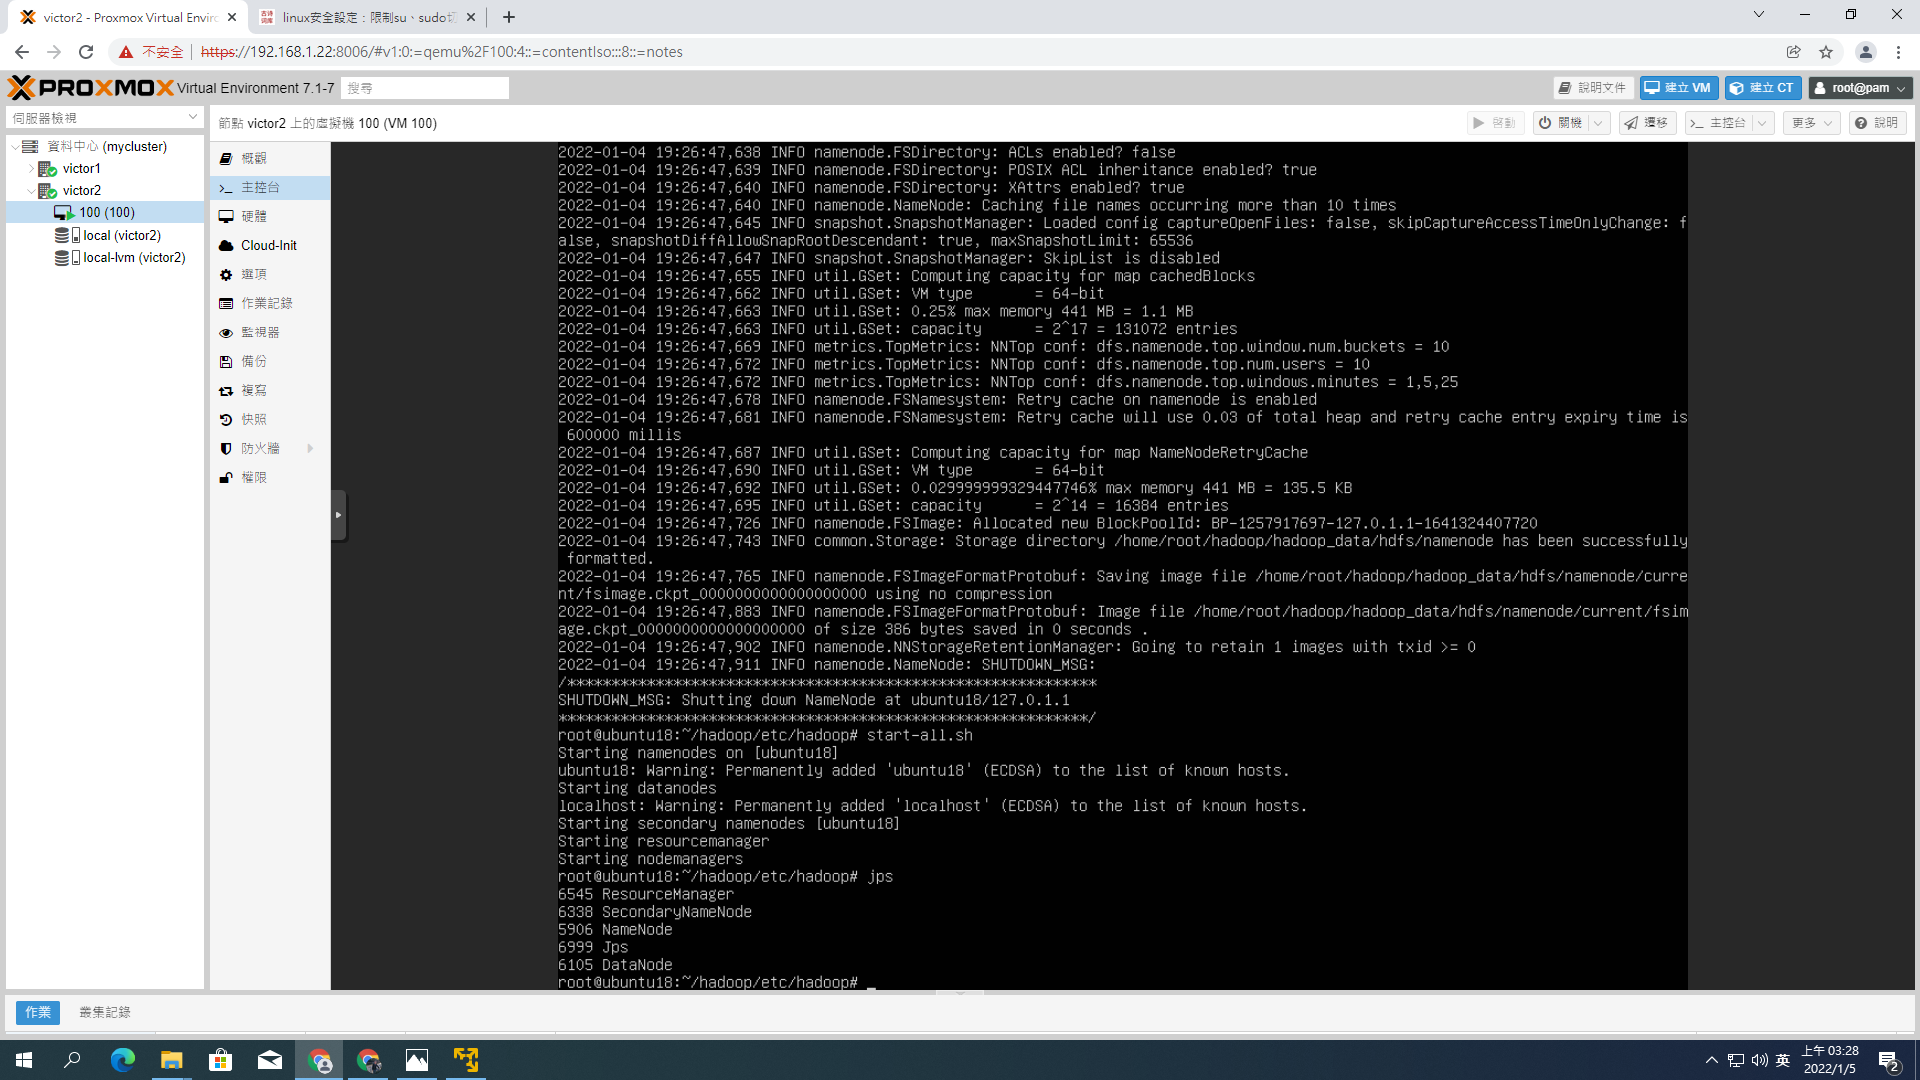 victor2 - Proxmox Virtual Envir
linux安全設定：限制su、sudo切
不安全 https://192.168.1.22:8006/#v1:0:=qemu%2F100:4::=contentIso:::8::=notes
PROXMOX Virtual Environment 7.1-7 搜尋
說明文件 建立 VM 建立 CT root@pam
伺服器檢視
節點 victor2 上的虛擬機 100 (VM 100)
啓動 關機 遷移 主控台 更多 說明
資料中心 (mycluster)
victor1
victor2
100 (100)
local (victor2)
local-lvm (victor2)
概觀
主控台
硬體
Cloud-Init
選項
作業記錄
監視器
備份
複寫
快照
防火牆
權限
2022-01-04 19:26:47,638 INFO namenode.FSDirectory: ACLs enabled? false
2022-01-04 19:26:47,639 INFO namenode.FSDirectory: POSIX ACL inheritance enabled? true
2022-01-04 19:26:47,640 INFO namenode.FSDirectory: XAttrs enabled? true
2022-01-04 19:26:47,640 INFO namenode.NameNode: Caching file names occurring more than 10 times
2022-01-04 19:26:47,645 INFO snapshot.SnapshotManager: Loaded config captureOpenFiles: false, skipCaptureAccessTimeOnlyChange: f
alse, snapshotDiffAllowSnapRootDescendant: true, maxSnapshotLimit: 65536
2022-01-04 19:26:47,647 INFO snapshot.SnapshotManager: SkipList is disabled
2022-01-04 19:26:47,655 INFO util.GSet: Computing capacity for map cachedBlocks
2022-01-04 19:26:47,662 INFO util.GSet: VM type       = 64-bit
2022-01-04 19:26:47,663 INFO util.GSet: 0.25% max memory 441 MB = 1.1 MB
2022-01-04 19:26:47,663 INFO util.GSet: capacity      = 2^17 = 131072 entries
2022-01-04 19:26:47,669 INFO metrics.TopMetrics: NNTop conf: dfs.namenode.top.window.num.buckets = 10
2022-01-04 19:26:47,672 INFO metrics.TopMetrics: NNTop conf: dfs.namenode.top.num.users = 10
2022-01-04 19:26:47,672 INFO metrics.TopMetrics: NNTop conf: dfs.namenode.top.windows.minutes = 1,5,25
2022-01-04 19:26:47,678 INFO namenode.FSNamesystem: Retry cache on namenode is enabled
2022-01-04 19:26:47,681 INFO namenode.FSNamesystem: Retry cache will use 0.03 of total heap and retry cache entry expiry time is
 600000 millis
2022-01-04 19:26:47,687 INFO util.GSet: Computing capacity for map NameNodeRetryCache
2022-01-04 19:26:47,690 INFO util.GSet: VM type       = 64-bit
2022-01-04 19:26:47,692 INFO util.GSet: 0.029999999329447746% max memory 441 MB = 135.5 KB
2022-01-04 19:26:47,695 INFO util.GSet: capacity      = 2^14 = 16384 entries
2022-01-04 19:26:47,726 INFO namenode.FSImage: Allocated new BlockPoolId: BP-1257917697-127.0.1.1-1641324407720
2022-01-04 19:26:47,743 INFO common.Storage: Storage directory /home/root/hadoop/hadoop_data/hdfs/namenode has been successfully
 formatted.
2022-01-04 19:26:47,765 INFO namenode.FSImageFormatProtobuf: Saving image file /home/root/hadoop/hadoop_data/hdfs/namenode/curre
nt/fsimage.ckpt_0000000000000000000 using no compression
2022-01-04 19:26:47,883 INFO namenode.FSImageFormatProtobuf: Image file /home/root/hadoop/hadoop_data/hdfs/namenode/current/fsim
age.ckpt_0000000000000000000 of size 386 bytes saved in 0 seconds .
2022-01-04 19:26:47,902 INFO namenode.NNStorageRetentionManager: Going to retain 1 images with txid >= 0
2022-01-04 19:26:47,911 INFO namenode.NameNode: SHUTDOWN_MSG:
/************************************************************
SHUTDOWN_MSG: Shutting down NameNode at ubuntu18/127.0.1.1
************************************************************/
root@ubuntu18:~/hadoop/etc/hadoop# start-all.sh
Starting namenodes on [ubuntu18]
ubuntu18: Warning: Permanently added 'ubuntu18' (ECDSA) to the list of known hosts.
Starting datanodes
localhost: Warning: Permanently added 'localhost' (ECDSA) to the list of known hosts.
Starting secondary namenodes [ubuntu18]
Starting resourcemanager
Starting nodemanagers
root@ubuntu18:~/hadoop/etc/hadoop# jps
6545 ResourceManager
6338 SecondaryNameNode
5906 NameNode
6999 Jps
6105 DataNode
root@ubuntu18:~/hadoop/etc/hadoop# _
作業 叢集記錄
英 上午 03:28
2022/1/5
2